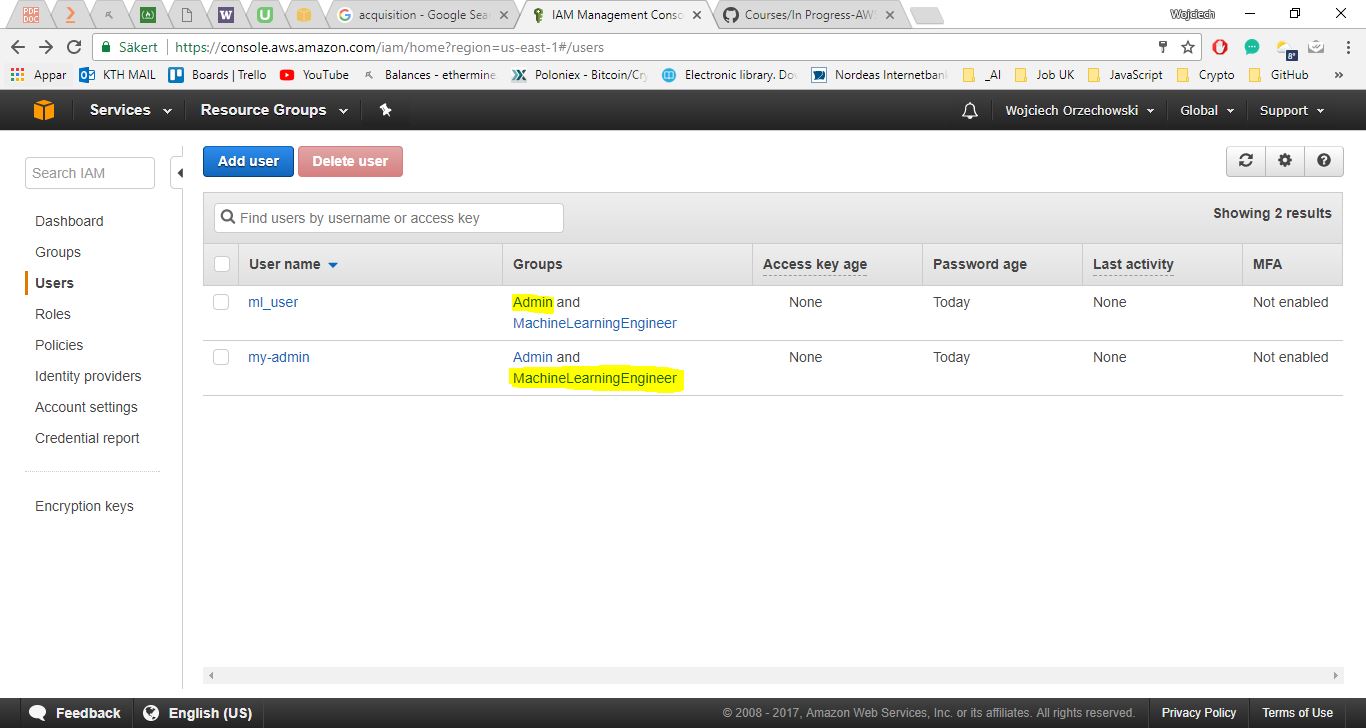 acquisition - Google Sear
IAM Management Conso
Courses/In Progress-AWS
Wojciech
Säkert
https://console.aws.amazon.com/iam/home?region=us-east-1#/users
8°
Appar
KTH MAIL
Boards | Trello
YouTube
Balances - ethermine
Poloniex - Bitcoin/Cry
Electronic library. Do
Nordeas Internetbank
_AI
Job UK
JavaScript
Crypto
GitHub
»
Services
Resource Groups
Wojciech Orzechowski
Global
Support
Search IAM
Dashboard
Groups
Users
Roles
Policies
Identity providers
Account settings
Credential report
Encryption keys
Add user
Delete user
Find users by username or access key
Showing 2 results
User name
Groups
Access key age
Password age
Last activity
MFA
ml_user
Admin and
MachineLearningEngineer
None
Today
None
Not enabled
my-admin
Admin and
MachineLearningEngineer
None
Today
None
Not enabled
Feedback
English (US)
© 2008 - 2017, Amazon Web Services, Inc. or its affiliates. All rights reserved.
Privacy Policy
Terms of Use